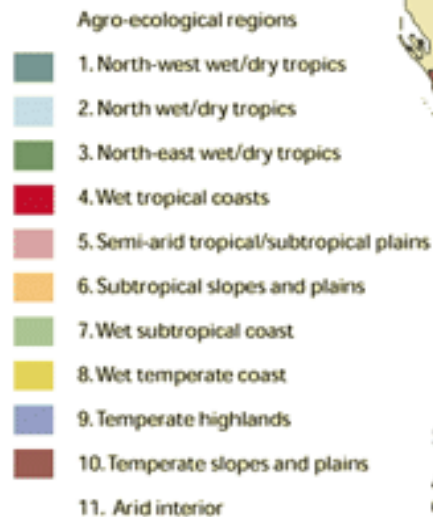 Agro-ecological regions
1. North-west wet/dry tropics
2. North wet/dry tropics
3. North-east wet/dry tropics
4. Wet tropical coasts
5. Semi-arid tropical/subtropical plains
6. Subtropical slopes and plains
7. Wet subtropical coast
8. Wet temperate coast
9. Temperate highlands
10. Temperate slopes and plains
11. Arid interior